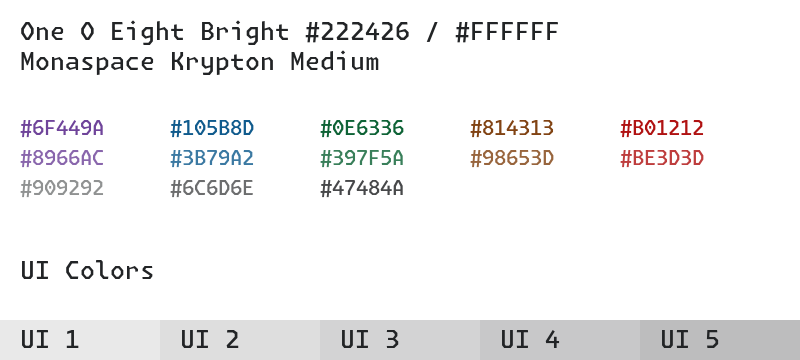 One O Eight Bright #222426 / #FFFFFF
Monaspace Krypton Medium
#6F449A #105B8D #0E6336 #814313 #B01212
#8966AC #3B79A2 #397F5A #98653D #BE3D3D
#909292 #6C6D6E #47484A
UI Colors
UI 1 UI 2 UI 3 UI 4 UI 5